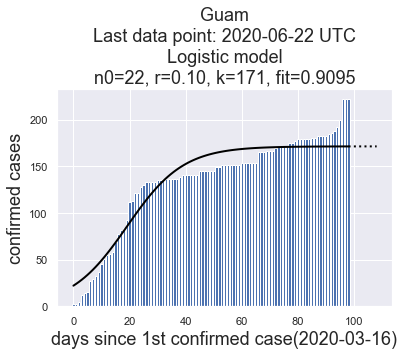 Guam
Last data point: 2020-06-22 UTC
Logistic model
n0=22, r=0.10, k=171, fit=0.9095
confirmed cases
200
150
100
50
0
0 20 40 60 80 100
days since 1st confirmed case(2020-03-16)